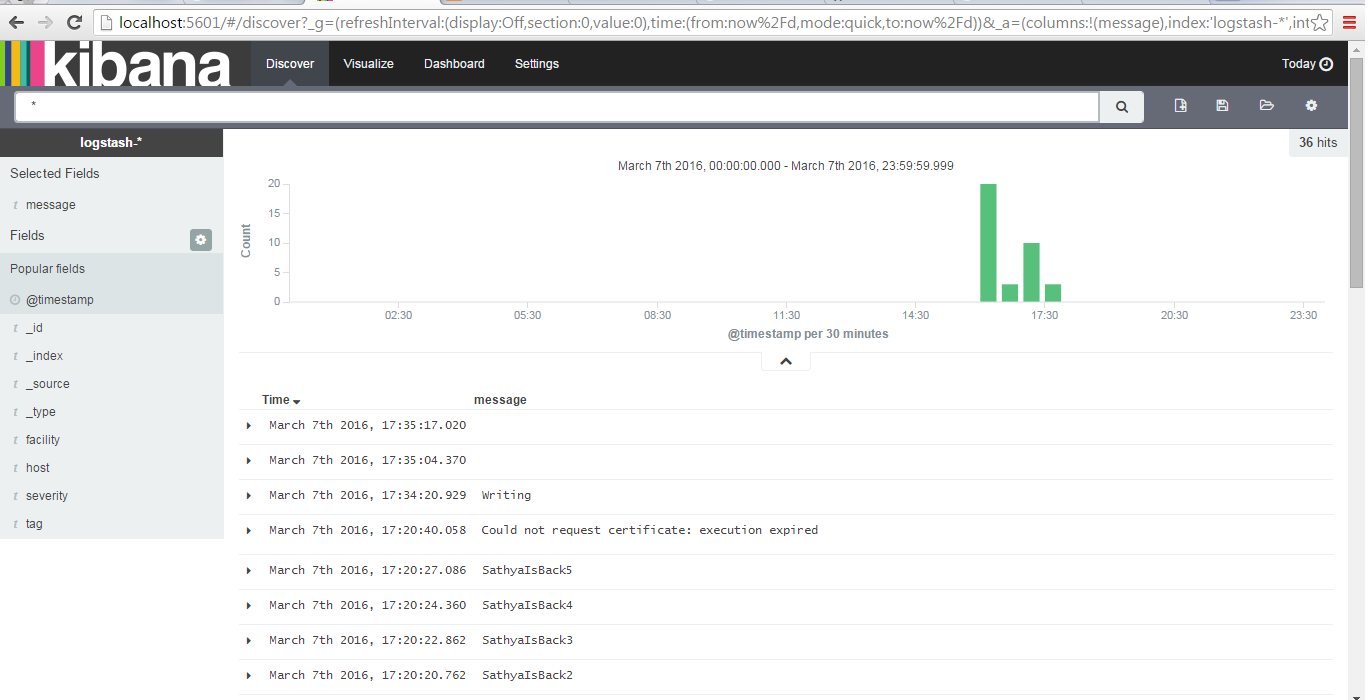 localhost:5601/#/discover?_g=(refreshInterval:(display:Off,section:0,value:0),time:(from:now%2Fd,mode:quick,to:now%2Fd))&_a=(columns:!(message),index:'logstash-*',int
kibana Discover Visualize Dashboard Settings Today
*
logstash-* 36 hits
Selected Fields
t message
Fields
Popular fields
@timestamp
t _id
t _index
t _source
t _type
t facility
t host
t severity
t tag
March 7th 2016, 00:00:00.000 - March 7th 2016, 23:59:59.999
Count
20
15
10
5
0
02:30 05:30 08:30 11:30 14:30 17:30 20:30 23:30
@timestamp per 30 minutes
Time message
March 7th 2016, 17:35:17.020
March 7th 2016, 17:35:04.370
March 7th 2016, 17:34:20.929 Writing
March 7th 2016, 17:20:40.058 Could not request certificate: execution expired
March 7th 2016, 17:20:27.086 SathyaIsBack5
March 7th 2016, 17:20:24.360 SathyaIsBack4
March 7th 2016, 17:20:22.862 SathyaIsBack3
March 7th 2016, 17:20:20.762 SathyaIsBack2